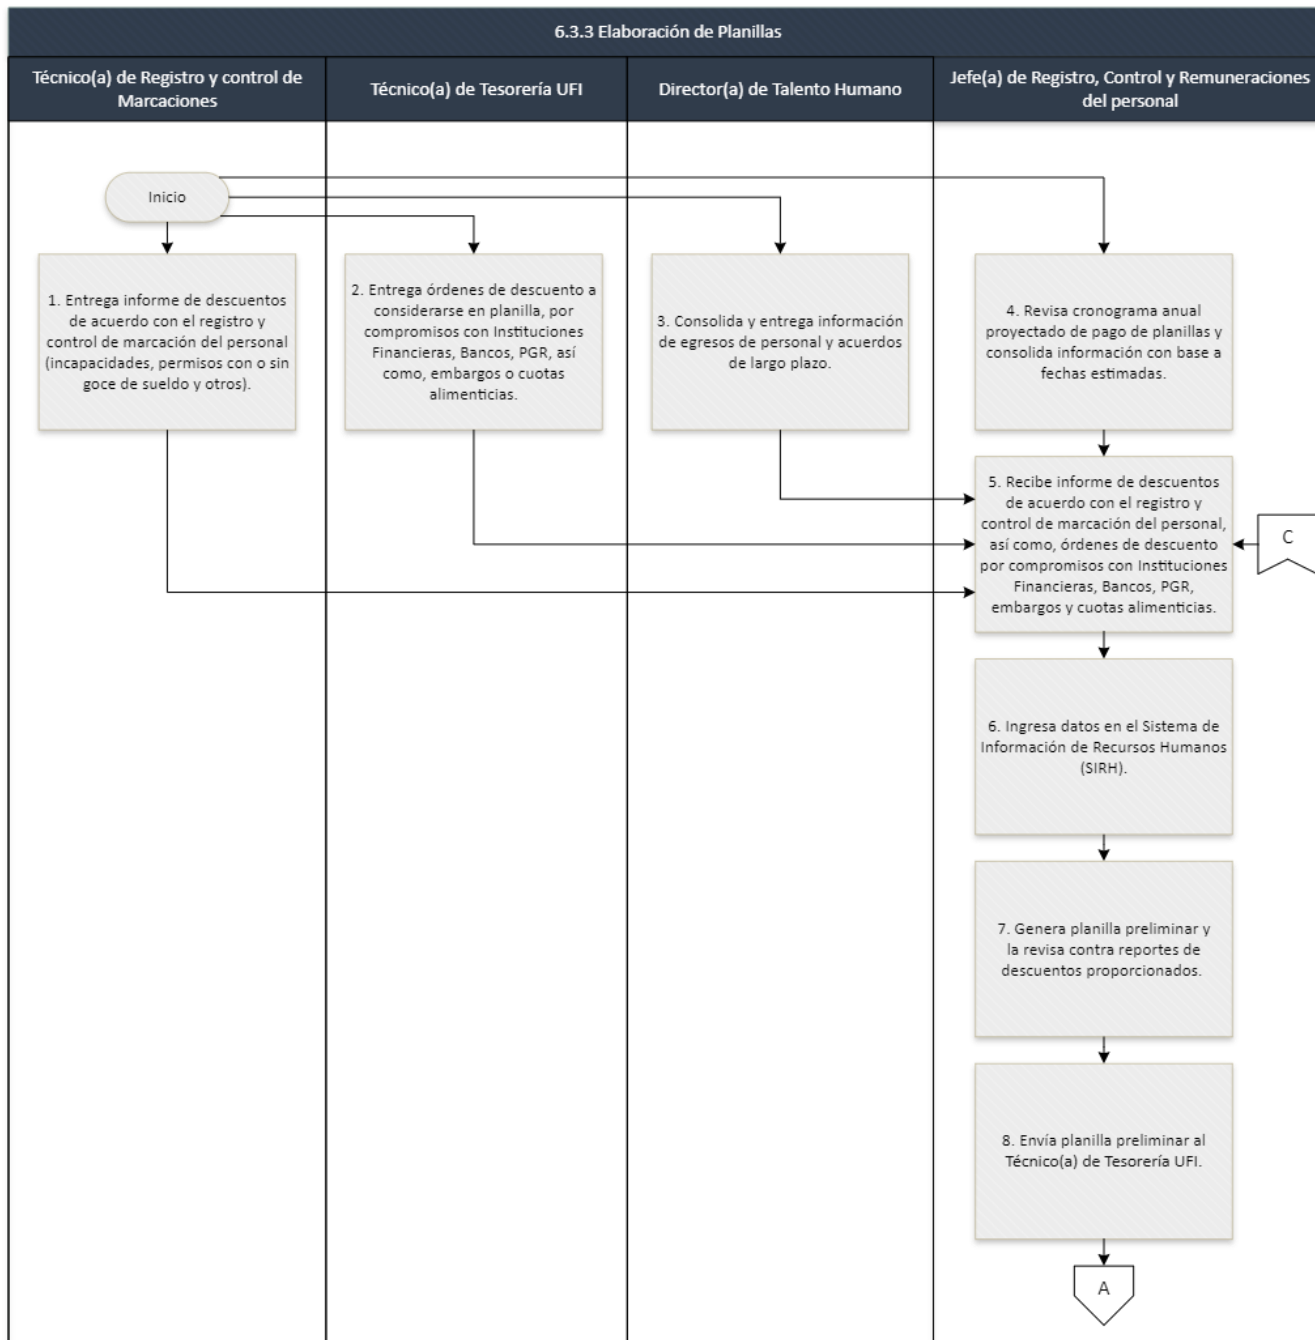 6.3.3 Elaboración de Planillas
Técnico(a) de Registro y control de
Marcaciones
Técnico(a) de Tesorería UFI
Director(a) de Talento Humano
Jefe(a) de Registro, Control y Remuneraciones
del personal
Inicio
1. Entrega informe de descuentos
de acuerdo con el registro y
control de marcación del personal
(incapacidades, permisos con o sin
goce de sueldo y otros).
2. Entrega órdenes de descuento a
considerarse en planilla, por
compromisos con Instituciones
Financieras, Bancos, PGR, así
como, embargos o cuotas
alimenticias.
3. Consolida y entrega información
de egresos de personal y acuerdos
de largo plazo.
4. Revisa cronograma anual
proyectado de pago de planillas y
consolida información con base a
fechas estimadas.
5. Recibe informe de descuentos
de acuerdo con el registro y
control de marcación del personal,
así como, órdenes de descuento
por compromisos con Instituciones
Financieras, Bancos, PGR,
embargos y cuotas alimenticias.
C
6. Ingresa datos en el Sistema de
Información de Recursos Humanos
(SIRH).
7. Genera planilla preliminar y
la revisa contra reportes de
descuentos proporcionados.
8. Envía planilla preliminar al
Técnico(a) de Tesorería UFI.
A